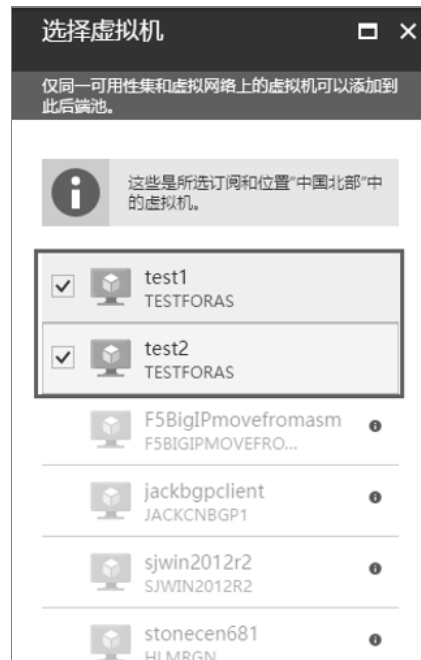 选择虚拟机
仅同一可用性集和虚拟网络上的虚拟机可以添加到
此后端池。
这些是所选订阅和位置"中国北部"中
的虚拟机。
test1
TESTFORAS
test2
TESTFORAS
F5BigIPmovefromasm
F5BIGIPMOVEFRO...
jackbgpclient
JACKCNBGP1
sjwin2012r2
SJWIN2012R2
stonecen681
HLMRGN